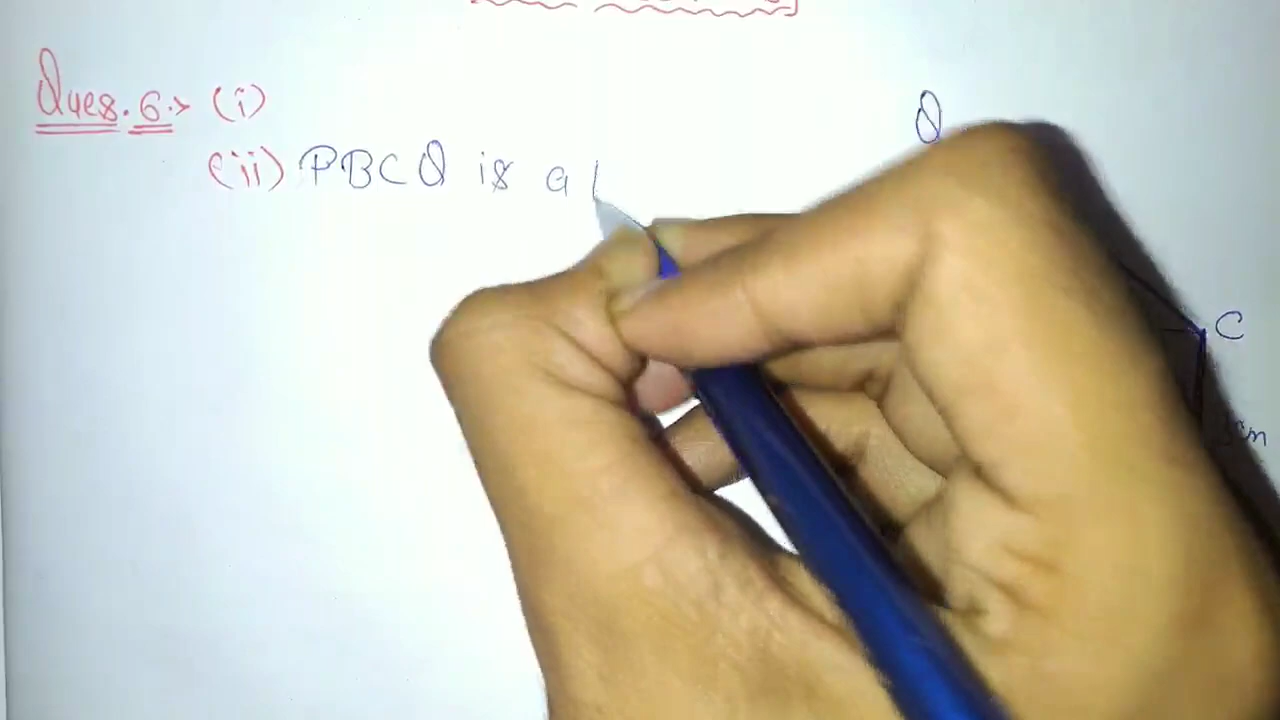 Ques. 6.> (i)
(ii) PBCQ is a
Q
C